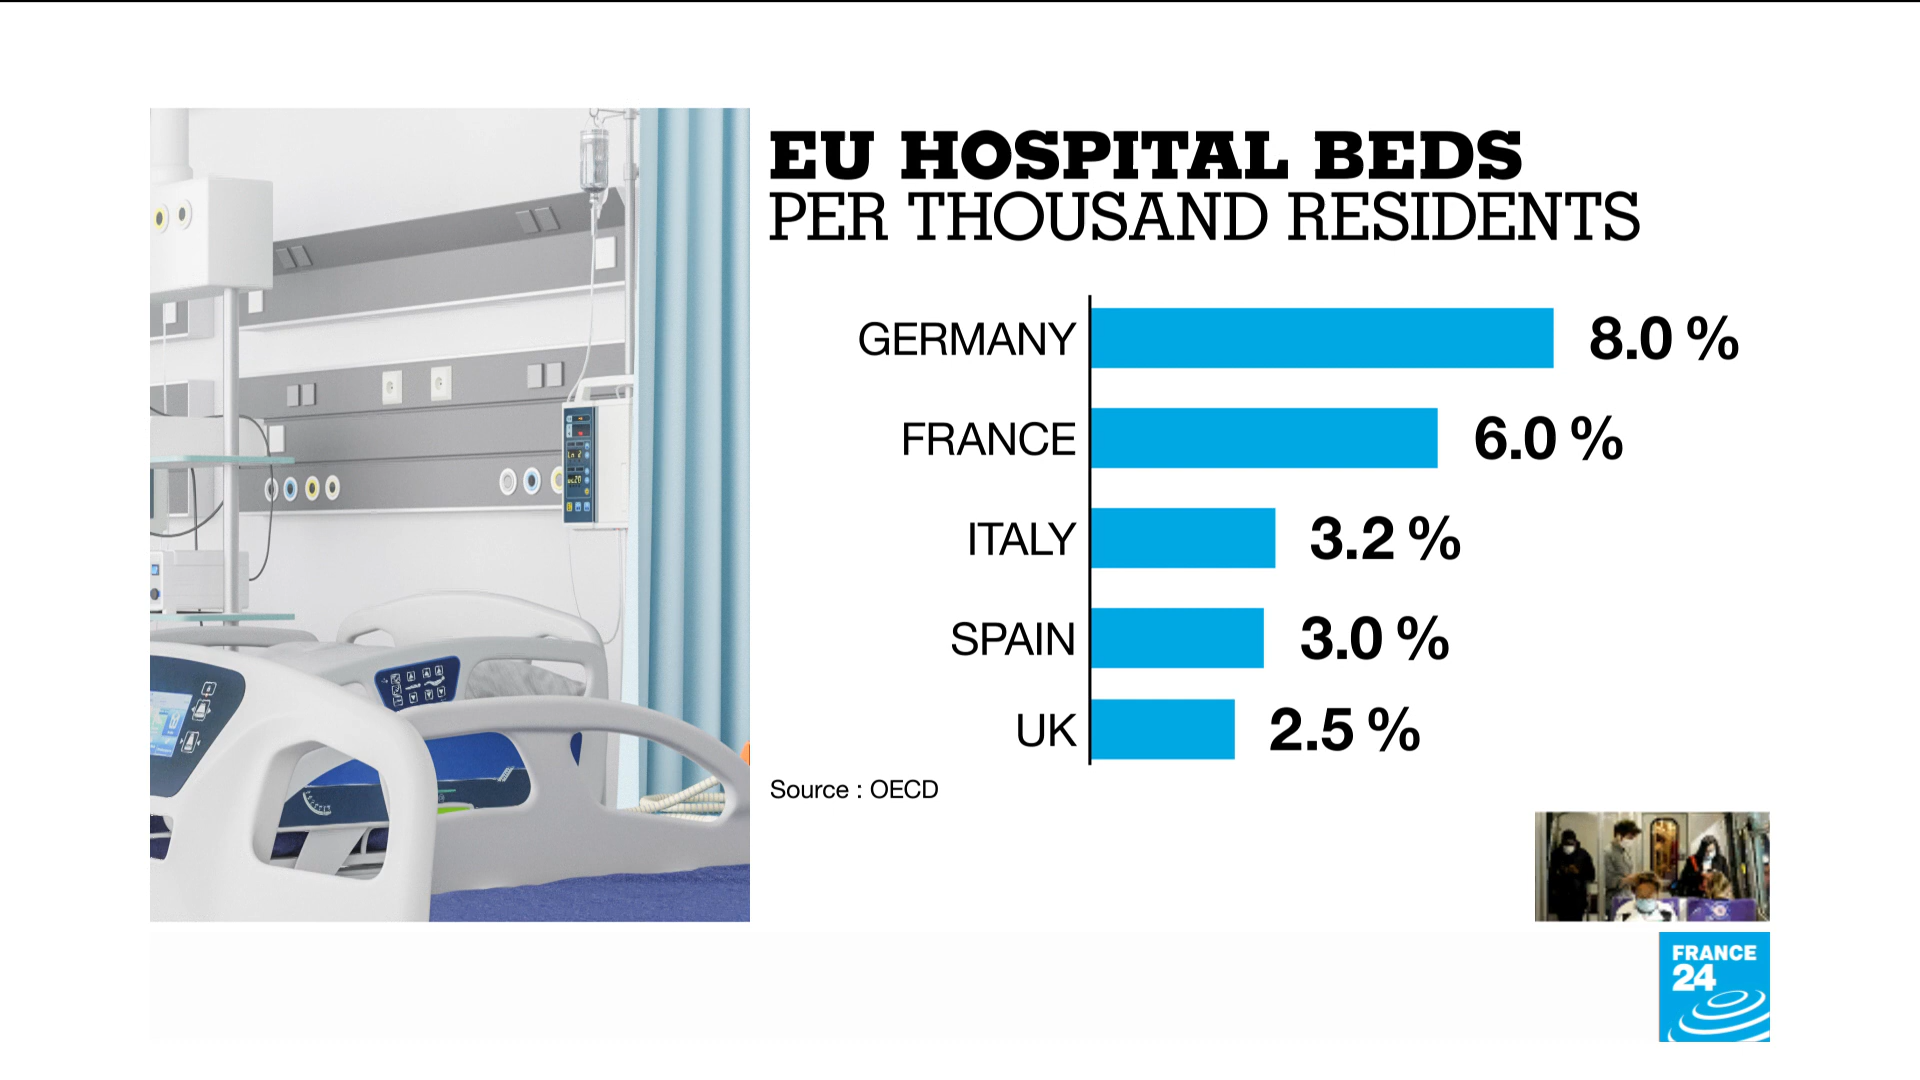 EU HOSPITAL BEDS
PER THOUSAND RESIDENTS
GERMANY 8.0 %
FRANCE 6.0 %
ITALY 3.2 %
SPAIN 3.0 %
UK 2.5 %
Source : OECD
FRANCE
24